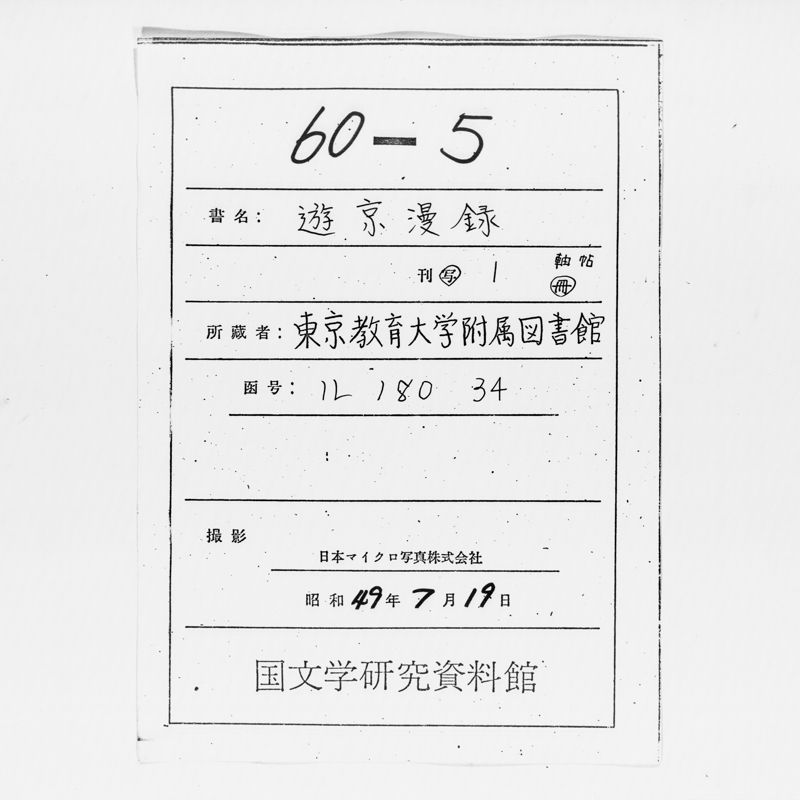 60-5
書名: 遊京漫録
刊 写 1 軸 帖
冊
所蔵者: 東京教育大学附属図書館
函号: ルイ 180 34
撮影
日本マイクロ写真株式会社
昭和49年7月19日
国文学研究資料館